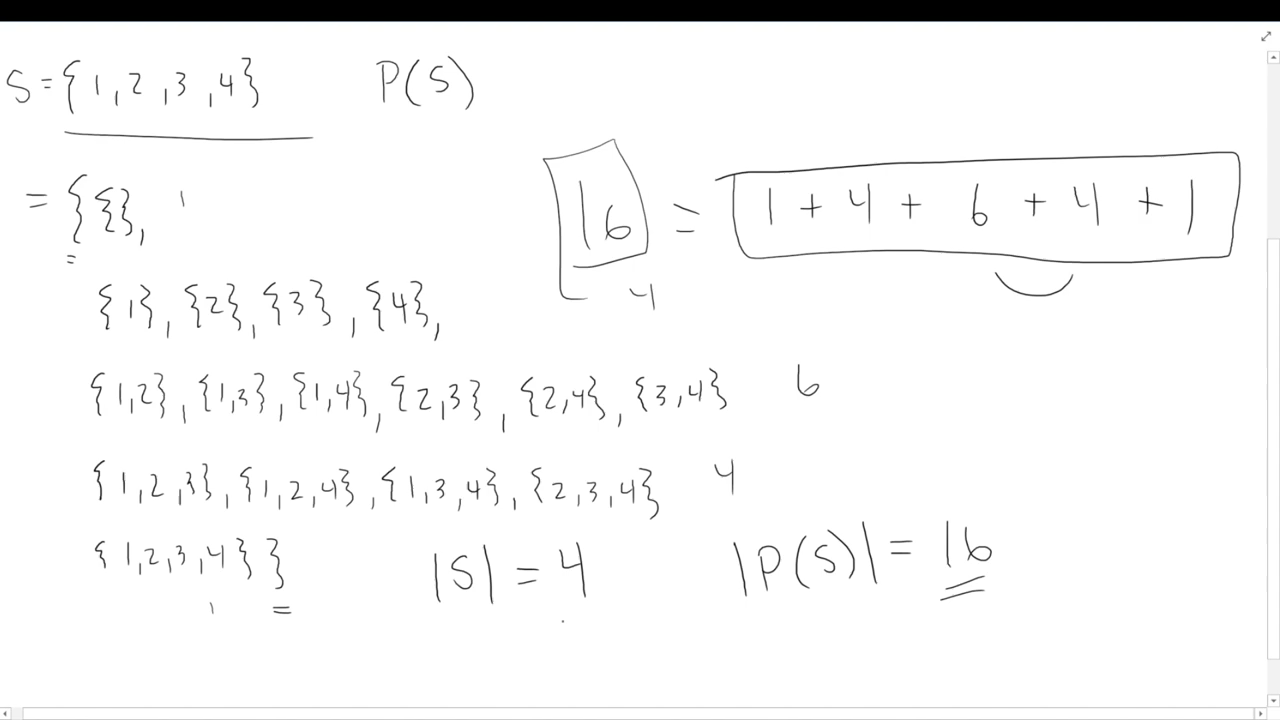 S = {1, 2, 3, 4} P(S)
= {{}, 1
16 = 1 + 4 + 6 + 4 + 1
{1}, {2}, {3}, {4}, 4
{1,2}, {1,3}, {1,4}, {2,3}, {2,4}, {3,4} 6
{1,2,3}, {1,2,4}, {1,3,4}, {2,3,4} 4
{1,2,3,4} } |S| = 4 |P(S)| = 16
1